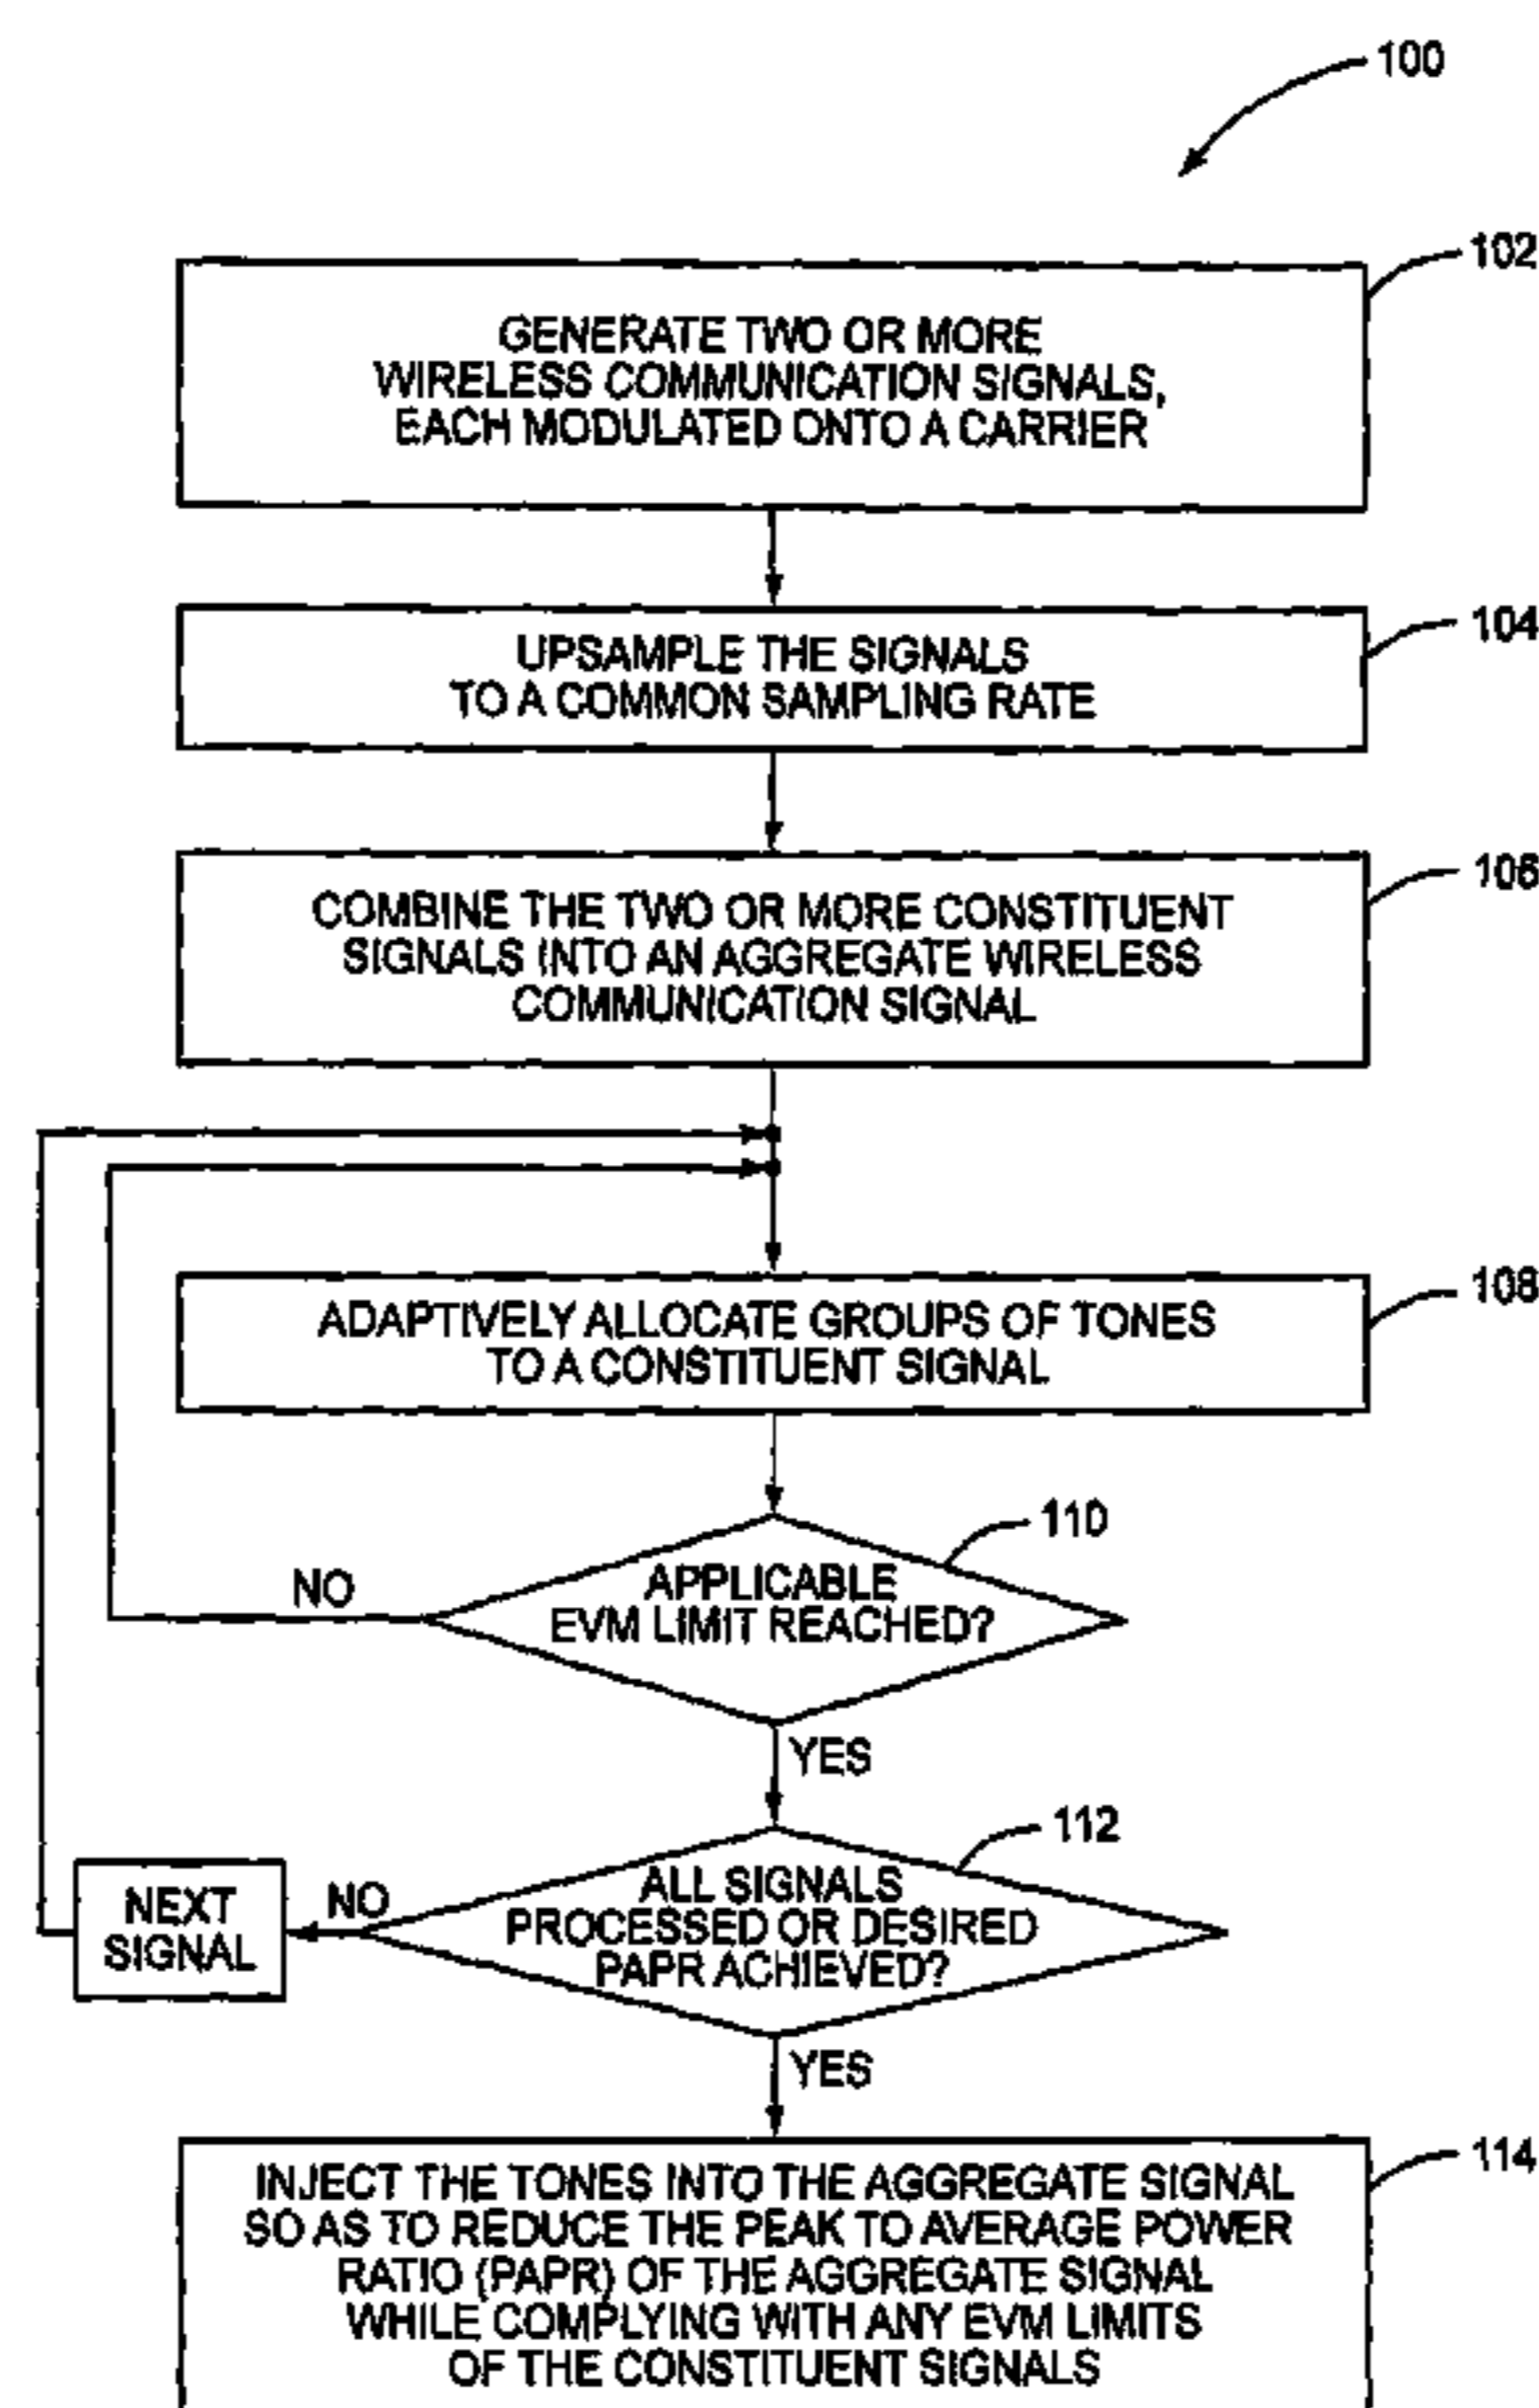 100
102
GENERATE TWO OR MORE
WIRELESS COMMUNICATION SIGNALS,
EACH MODULATED ONTO A CARRIER
104
UPSAMPLE THE SIGNALS
TO A COMMON SAMPLING RATE
106
COMBINE THE TWO OR MORE CONSTITUENT
SIGNALS INTO AN AGGREGATE WIRELESS
COMMUNICATION SIGNAL
108
ADAPTIVELY ALLOCATE GROUPS OF TONES
TO A CONSTITUENT SIGNAL
110
APPLICABLE
EVM LIMIT REACHED?
NO
YES
112
ALL SIGNALS
PROCESSED OR DESIRED
PAPR ACHIEVED?
NO
NEXT
SIGNAL
YES
114
INJECT THE TONES INTO THE AGGREGATE SIGNAL
SO AS TO REDUCE THE PEAK TO AVERAGE POWER
RATIO (PAPR) OF THE AGGREGATE SIGNAL
WHILE COMPLYING WITH ANY EVM LIMITS
OF THE CONSTITUENT SIGNALS